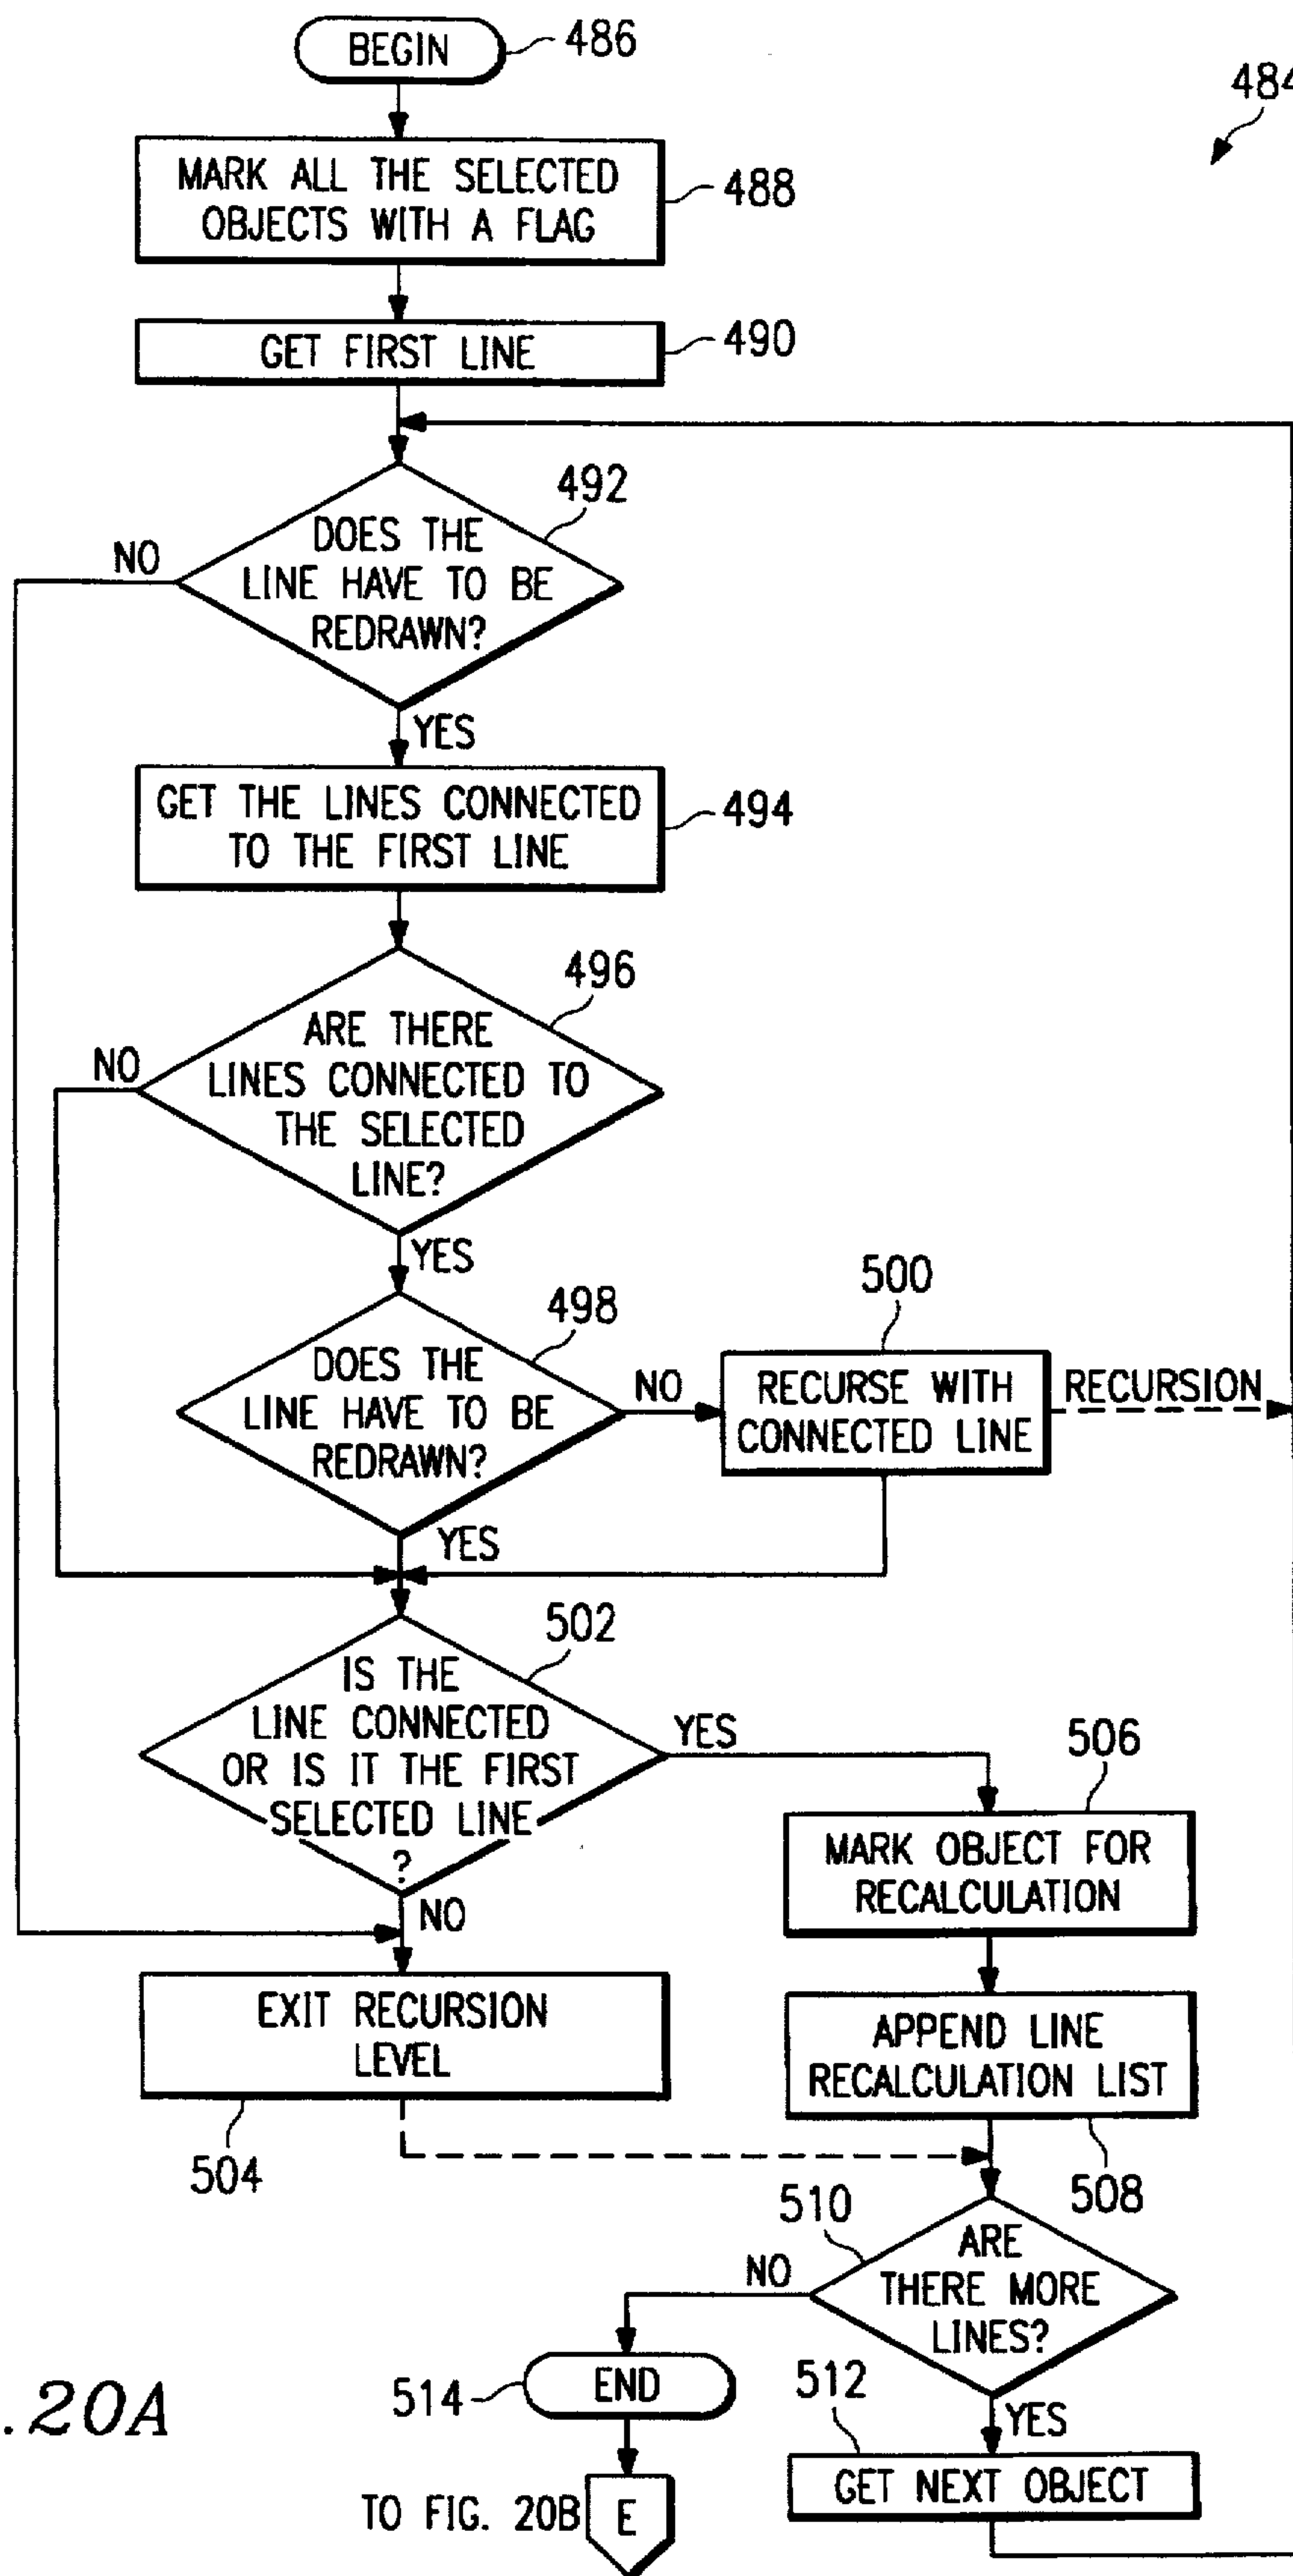 BEGIN
486
484
MARK ALL THE SELECTED
OBJECTS WITH A FLAG
488
GET FIRST LINE
490
492
DOES THE
LINE HAVE TO BE
REDRAWN?
NO
YES
GET THE LINES CONNECTED
TO THE FIRST LINE
494
496
ARE THERE
LINES CONNECTED TO
THE SELECTED
LINE?
NO
YES
498
DOES THE
LINE HAVE TO BE
REDRAWN?
NO
500
RECURSE WITH
CONNECTED LINE
RECURSION
YES
502
IS THE
LINE CONNECTED
OR IS IT THE FIRST
SELECTED LINE
?
YES
506
MARK OBJECT FOR
RECALCULATION
NO
EXIT RECURSION
LEVEL
504
APPEND LINE
RECALCULATION LIST
508
510
ARE
THERE MORE
LINES?
NO
514
END
512
YES
GET NEXT OBJECT
.20A
TO FIG. 20B
E